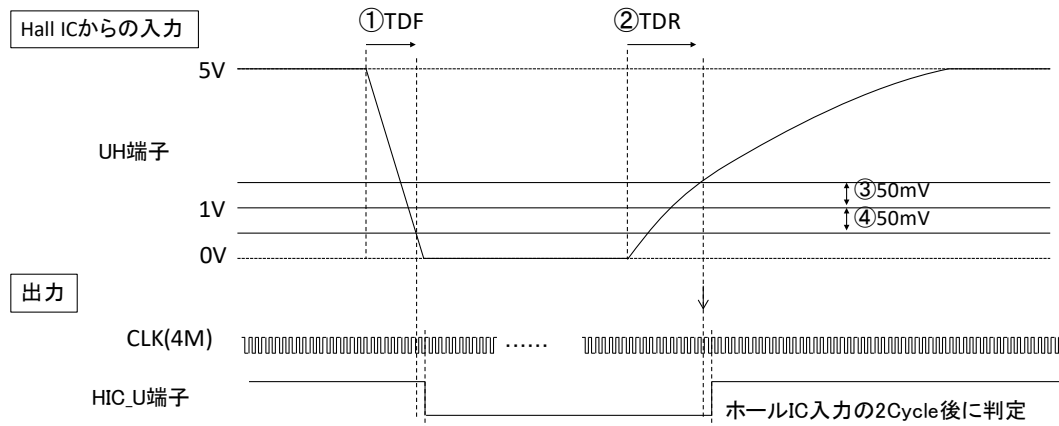 Hall ICからの入力
①TDF
②TDR
5V
UH端子
③50mV
1V
④50mV
0V
出力
CLK(4M)
……
HIC_U端子
ホールIC入力の2Cycle後に判定